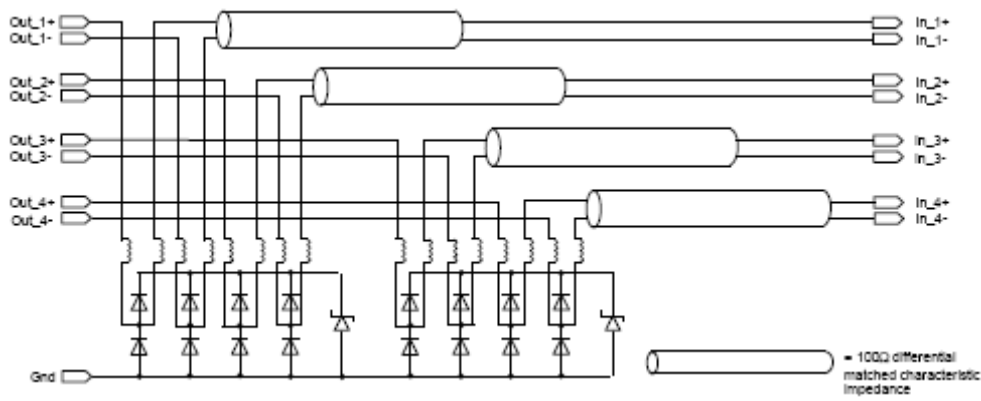 Out_1+
In_1+
Out_1-
In_1-
Out_2+
In_2+
Out_2-
In_2-
Out_3+
In_3+
Out_3-
In_3-
Out_4+
In_4+
Out_4-
In_4-
Gnd
= 100Ω differential
matched characteristic
impedance